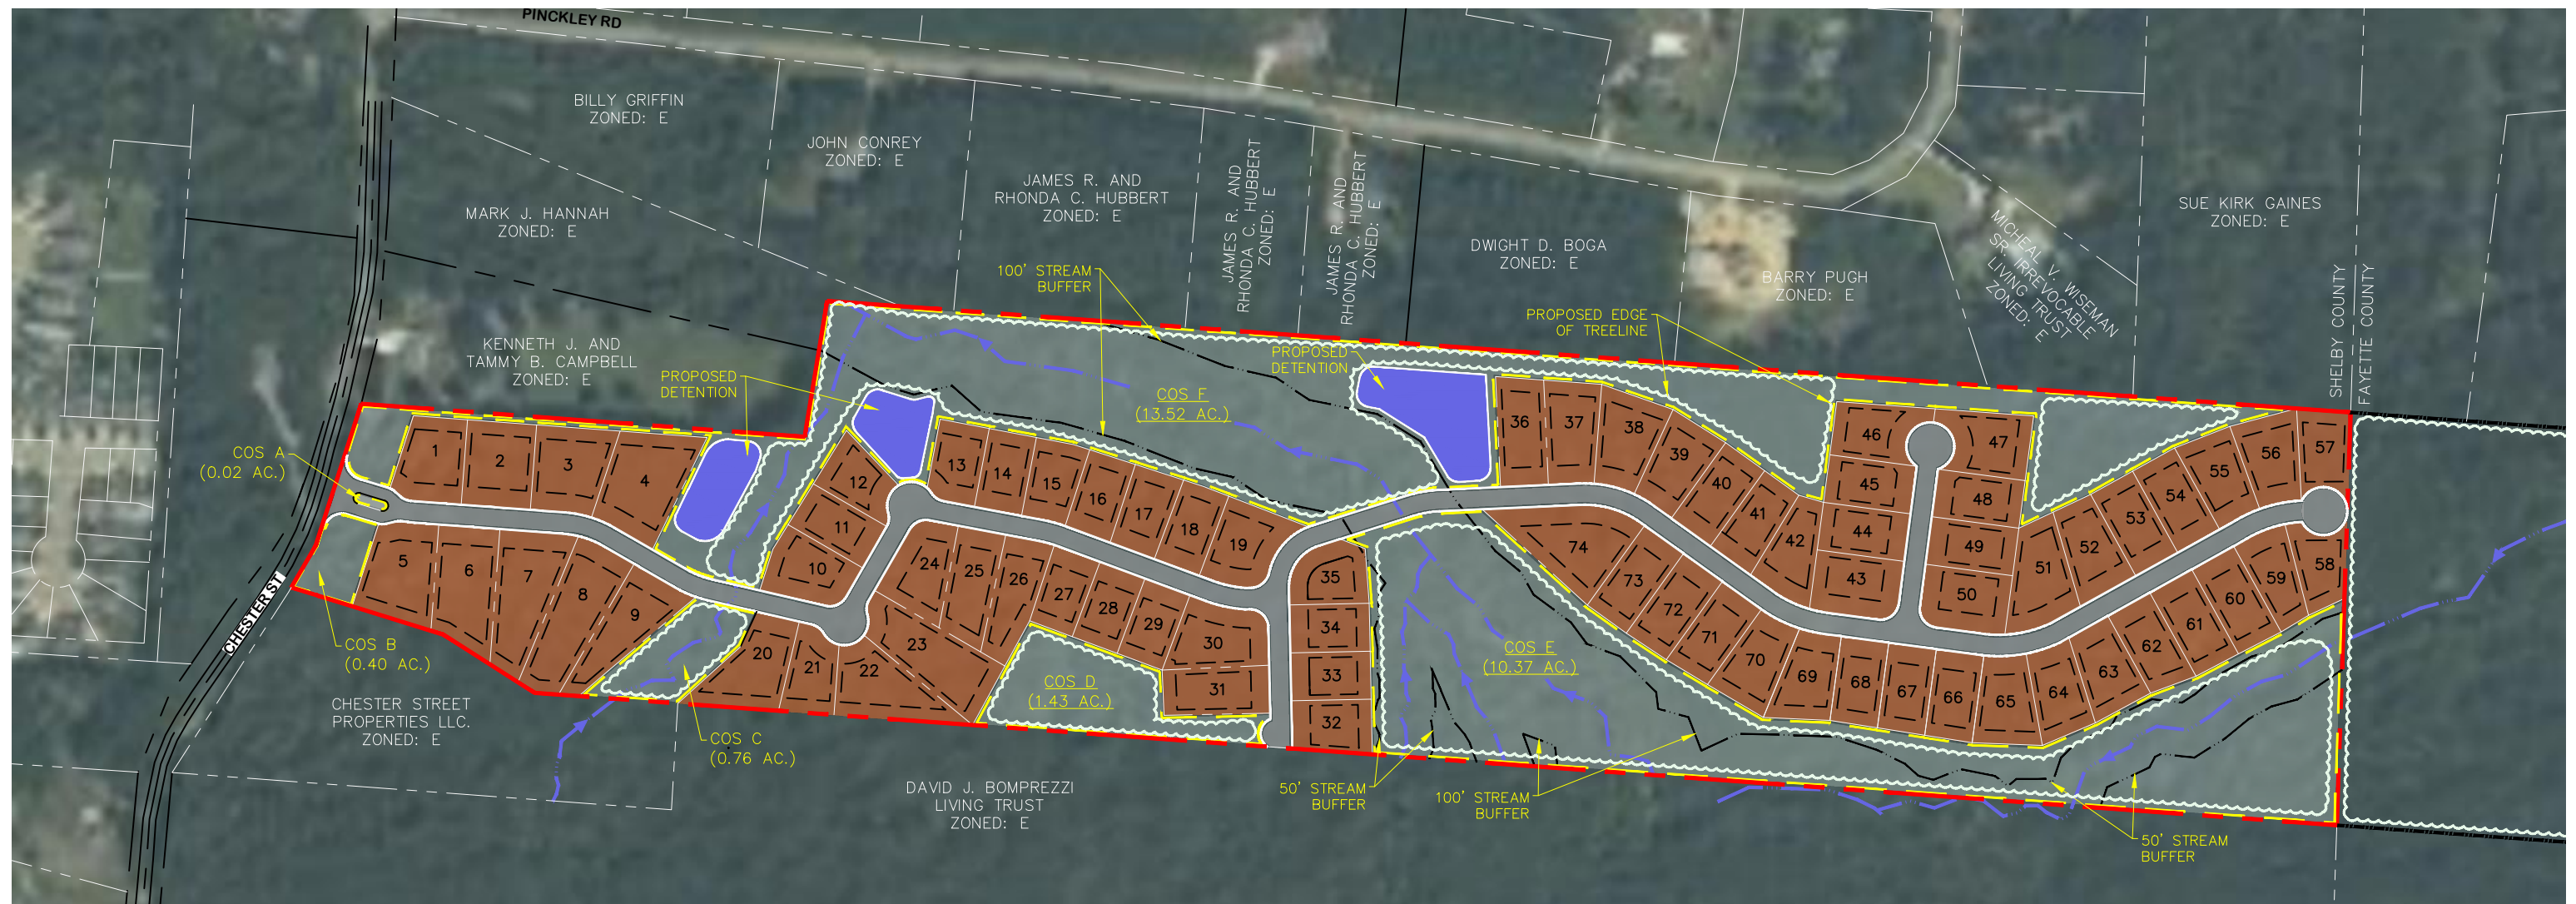 PINCKLEY RD
BILLY GRIFFIN
ZONED: E
JOHN CONREY
ZONED: E
MARK J. HANNAH
ZONED: E
JAMES R. AND
RHONDA C. HUBBERT
ZONED: E
JAMES R. AND
RHONDA C. HUBBERT
ZONED: E
JAMES R. AND
RHONDA C. HUBBERT
ZONED: E
DWIGHT D. BOGA
ZONED: E
BARRY PUGH
ZONED: E
MICHEAL V. WISEMAN
SR. IRREVOCABLE
LIVING TRUST
ZONED: E
SUE KIRK GAINES
ZONED: E
SHELBY COUNTY
FAYETTE COUNTY
KENNETH J. AND
TAMMY B. CAMPBELL
ZONED: E
100' STREAM
BUFFER
PROPOSED
DETENTION
PROPOSED
DETENTION
PROPOSED EDGE
OF TREELINE
COS F
(13.52 AC.)
COS A
(0.02 AC.)
1
2
3
4
5
6
7
8
9
10
11
12
13
14
15
16
17
18
19
20
21
22
23
24
25
26
27
28
29
30
31
32
33
34
35
36
37
38
39
40
41
42
43
44
45
46
47
48
49
50
51
52
53
54
55
56
57
58
59
60
61
62
63
64
65
66
67
68
69
70
71
72
73
74
CHESTER ST
COS B
(0.40 AC.)
COS C
(0.76 AC.)
COS D
(1.43 AC.)
COS E
(10.37 AC.)
CHESTER STREET
PROPERTIES LLC.
ZONED: E
DAVID J. BOMPREZZI
LIVING TRUST
ZONED: E
50' STREAM
BUFFER
100' STREAM
BUFFER
50' STREAM
BUFFER